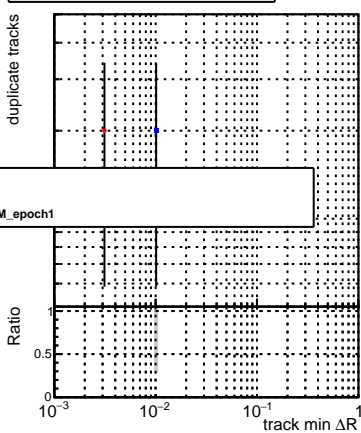 duplicate tracks
M_epoch1
Ratio
1
0.5
0
10⁻³ 10⁻² 10⁻¹ 1
track min ΔR